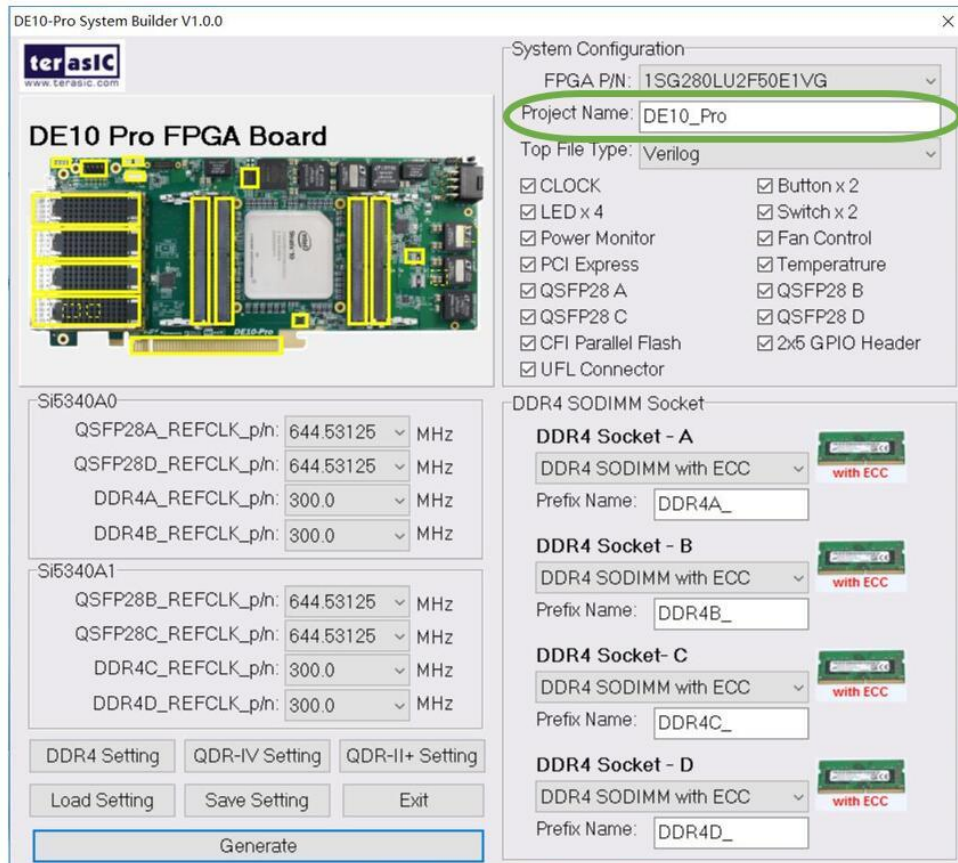 DE10-Pro System Builder V1.0.0
terasIC
www.terasic.com
DE10 Pro FPGA Board
DE10-Pro
System Configuration
FPGA P/N: 1SG280LU2F50E1VG
Project Name: DE10_Pro
Top File Type: Verilog
CLOCK Button x 2
LED x 4 Switch x 2
Power Monitor Fan Control
PCI Express Temperatrure
QSFP28 A QSFP28 B
QSFP28 C QSFP28 D
CFI Parallel Flash 2x5 GPIO Header
UFL Connector
Si5340A0
QSFP28A_REFCLK_p/n: 644.53125 MHz
QSFP28D_REFCLK_p/n: 644.53125 MHz
DDR4A_REFCLK_p/n: 300.0 MHz
DDR4B_REFCLK_p/n: 300.0 MHz
Si5340A1
QSFP28B_REFCLK_p/n: 644.53125 MHz
QSFP28C_REFCLK_p/n: 644.53125 MHz
DDR4C_REFCLK_p/n: 300.0 MHz
DDR4D_REFCLK_p/n: 300.0 MHz
DDR4 Setting QDR-IV Setting QDR-II+ Setting
Load Setting Save Setting Exit
Generate
DDR4 SODIMM Socket
DDR4 Socket - A
DDR4 SODIMM with ECC with ECC
Prefix Name: DDR4A_
DDR4 Socket - B
DDR4 SODIMM with ECC with ECC
Prefix Name: DDR4B_
DDR4 Socket- C
DDR4 SODIMM with ECC with ECC
Prefix Name: DDR4C_
DDR4 Socket - D
DDR4 SODIMM with ECC with ECC
Prefix Name: DDR4D_